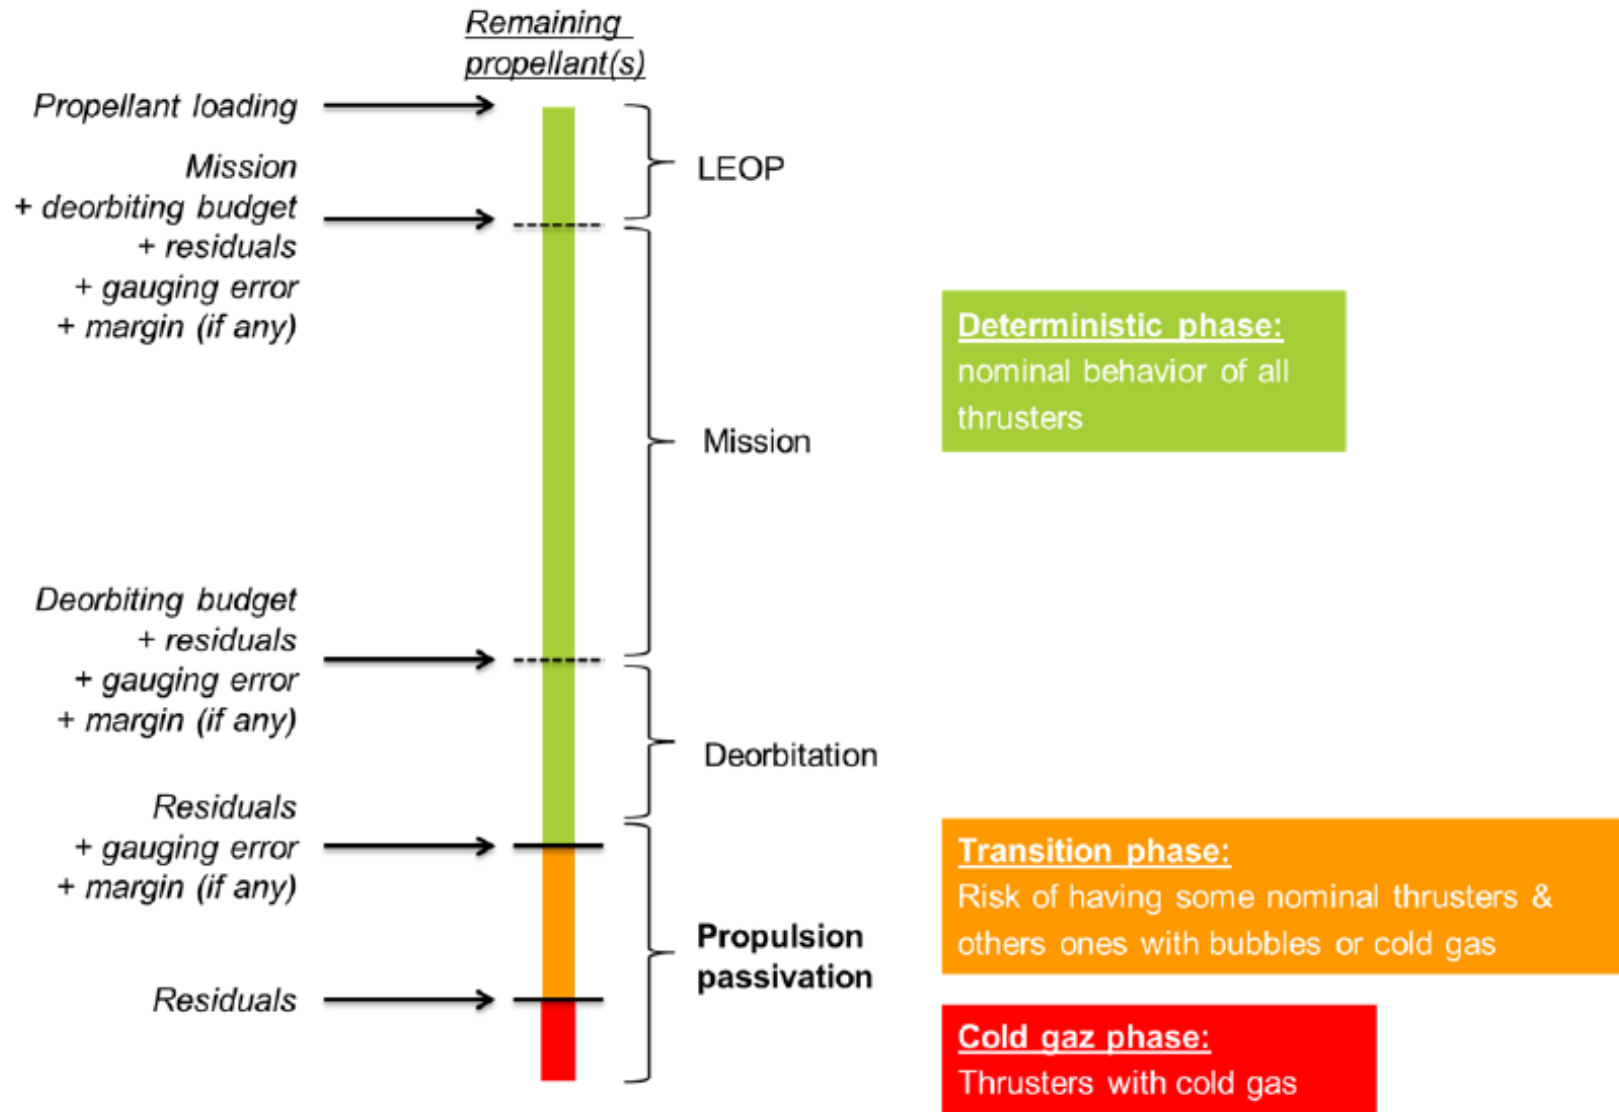 Remaining
propellant(s)
Propellant loading
LEOP
Mission
+ deorbiting budget
+ residuals
+ gauging error
+ margin (if any)
Mission
Deterministic phase:
nominal behavior of all
thrusters
Deorbiting budget
+ residuals
+ gauging error
+ margin (if any)
Deorbitation
Residuals
+ gauging error
+ margin (if any)
Propulsion
passivation
Transition phase:
Risk of having some nominal thrusters &
others ones with bubbles or cold gas
Residuals
Cold gaz phase:
Thrusters with cold gas